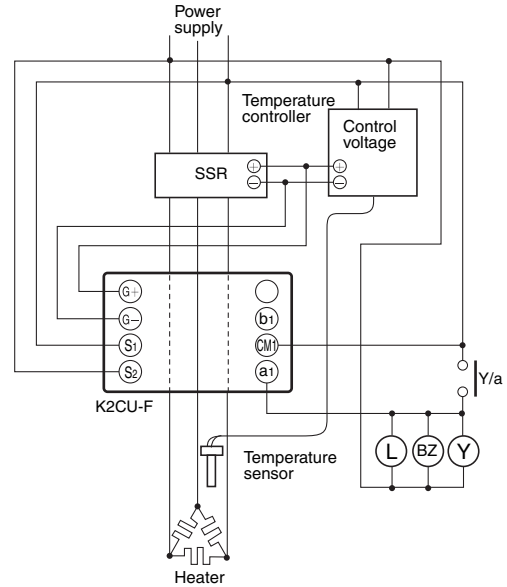 Power
supply
Temperature
controller
Control
voltage
SSR
+
−
+
−
G+
G−
S1
S2
b1
CM1
a1
Y/a
K2CU-F
L
BZ
Y
Temperature
sensor
Heater